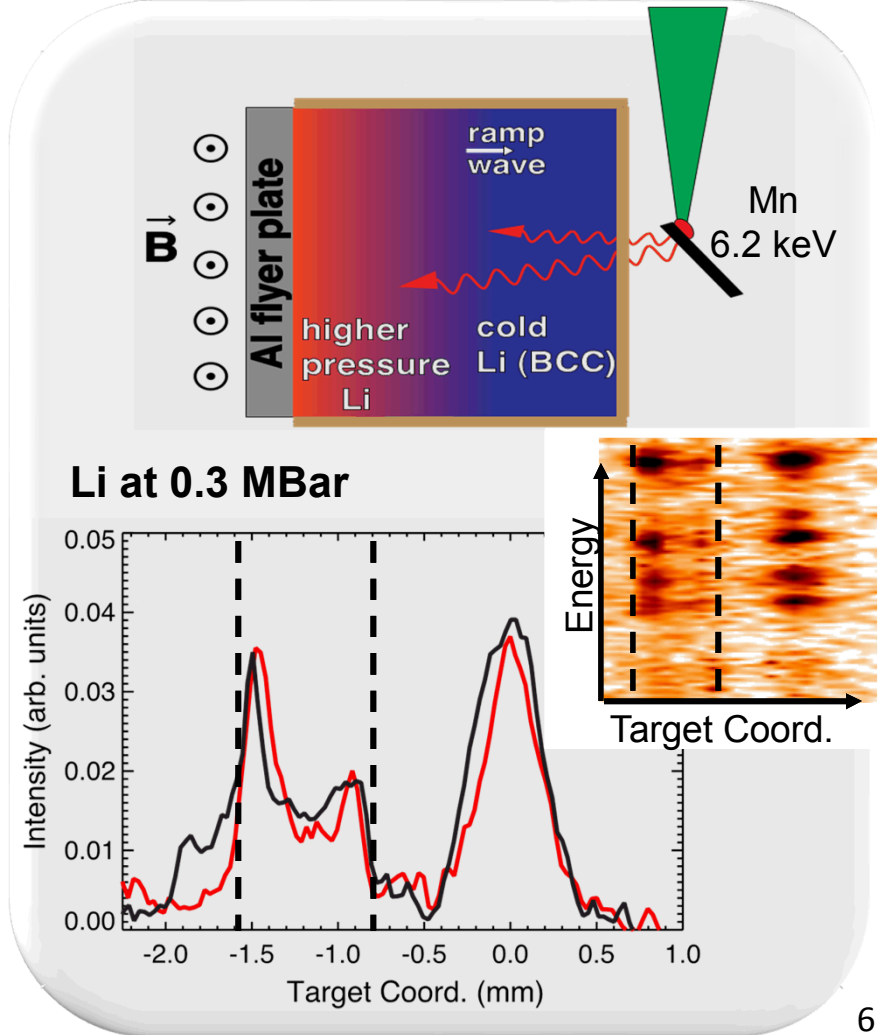 ramp
wave
Mn
6.2 keV
B
Al flyer plate
higher
pressure
Li
cold
Li (BCC)
Li at 0.3 MBar
Energy
Target Coord.
0.05
0.04
0.03
0.02
0.01
0.00
Intensity (arb. units)
-2.0 -1.5 -1.0 -0.5 0.0 0.5 1.0
Target Coord. (mm)
6